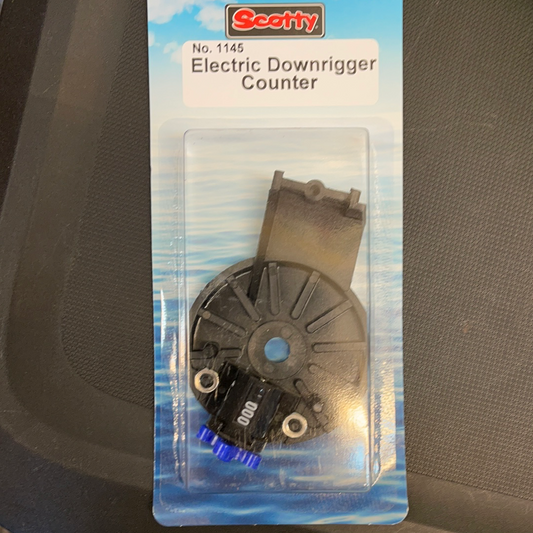 Scotty
No. 1145
Electric Downrigger
Counter
000